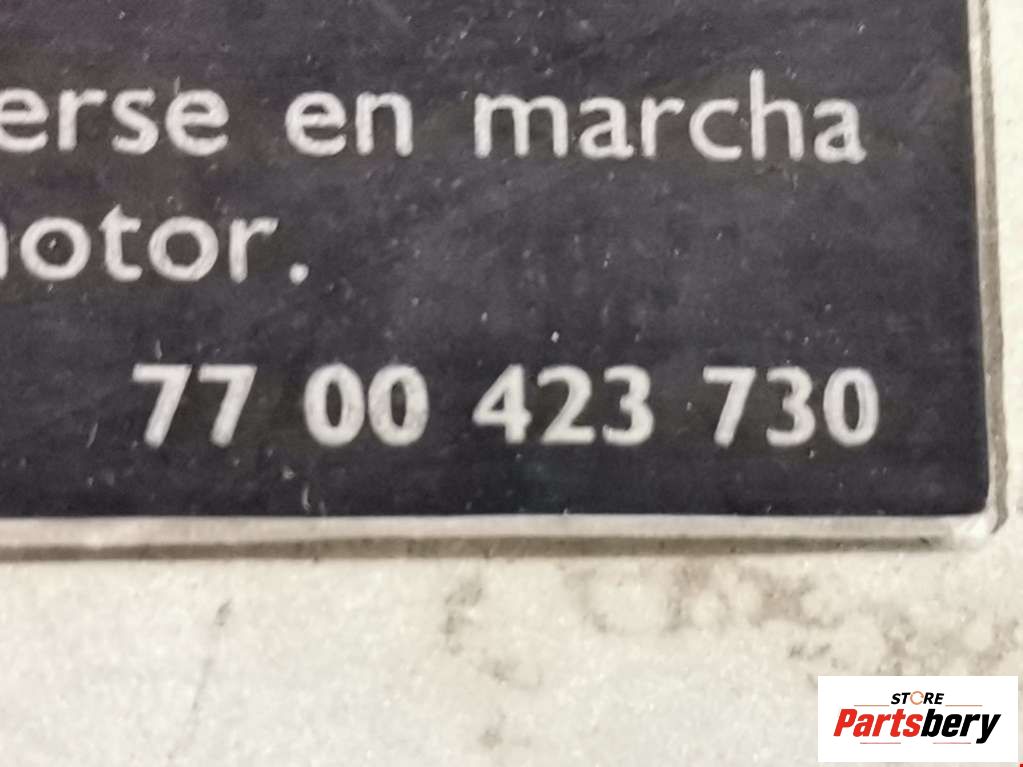 erse en marcha
otor.
77 00 423 730
STORE
Partsbery